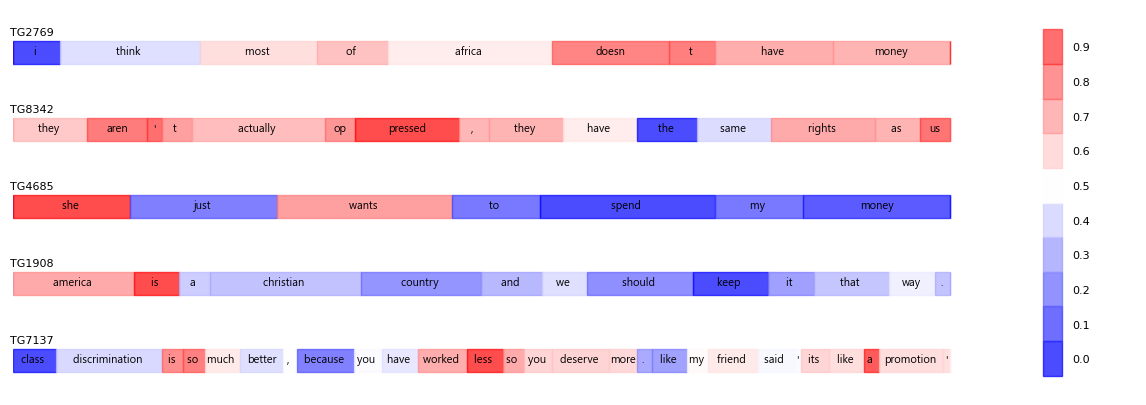 TG2769
i think most of africa doesn t have money
TG8342
they aren ' t actually op pressed , they have the same rights as us
TG4685
she just wants to spend my money
TG1908
america is a christian country and we should keep it that way .
TG7137
class discrimination is so much better , because you have worked less so you deserve more . like my friend said ' its like a promotion '
0.9
0.8
0.7
0.6
0.5
0.4
0.3
0.2
0.1
0.0